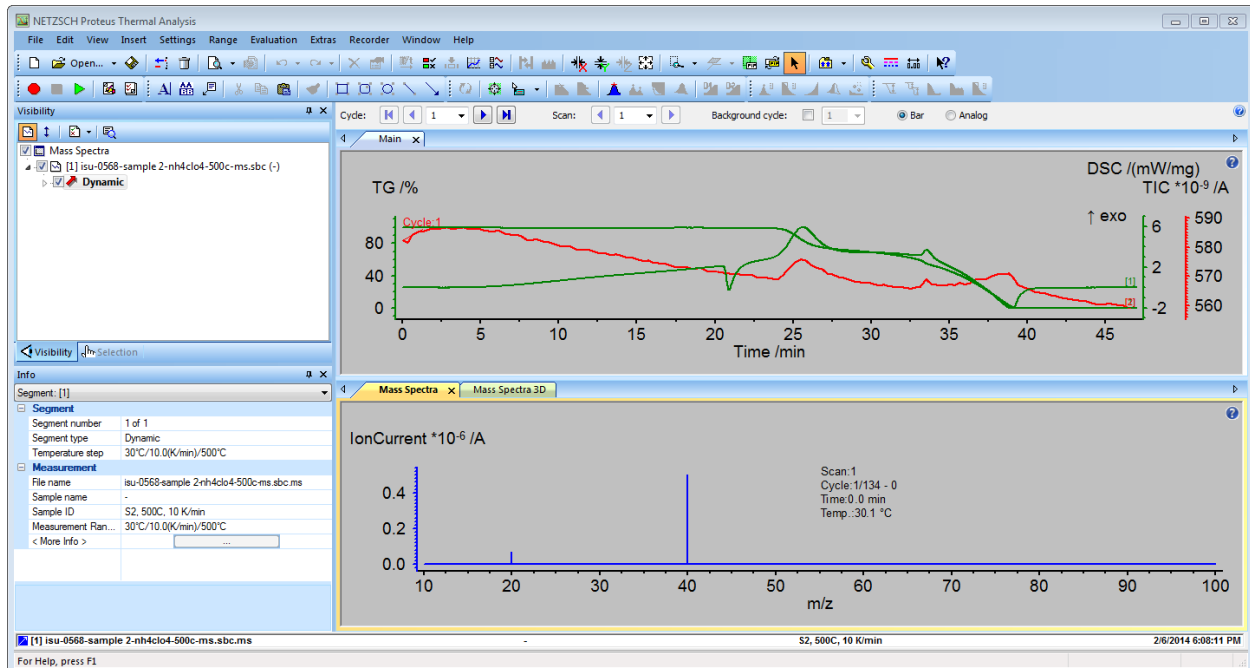 NETZSCH Proteus Thermal Analysis
File Edit View Insert Settings Range Evaluation Extras Recorder Window Help
Open...
Visibility
Cycle: 1 Scan: 1 Background cycle: 1 Bar Analog
Main
Mass Spectra
[1] isu-0568-sample 2-nh4clo4-500c-ms.sbc (-)
Dynamic
TG /%
DSC /(mW/mg)
TIC *10-9 /A
Cycle:1
↑ exo
80
40
0
6
2
-2
590
580
570
560
[1]
[2]
0 5 10 15 20 25 30 35 40 45
Time /min
Visibility Selection
Info
Segment: [1]
Segment
Segment number 1 of 1
Segment type Dynamic
Temperature step 30°C/10.0(K/min)/500°C
Measurement
File name isu-0568-sample 2-nh4clo4-500c-ms.sbc.ms
Sample name -
Sample ID S2, 500C, 10 K/min
Measurement Ran... 30°C/10.0(K/min)/500°C
< More Info > ...
Mass Spectra Mass Spectra 3D
IonCurrent *10-6 /A
Scan:1
Cycle:1/134 - 0
Time:0.0 min
Temp.:30.1 °C
0.4
0.2
0.0
10 20 30 40 50 60 70 80 90 100
m/z
[1] isu-0568-sample 2-nh4clo4-500c-ms.sbc.ms - S2, 500C, 10 K/min 2/6/2014 6:08:11 PM
For Help, press F1